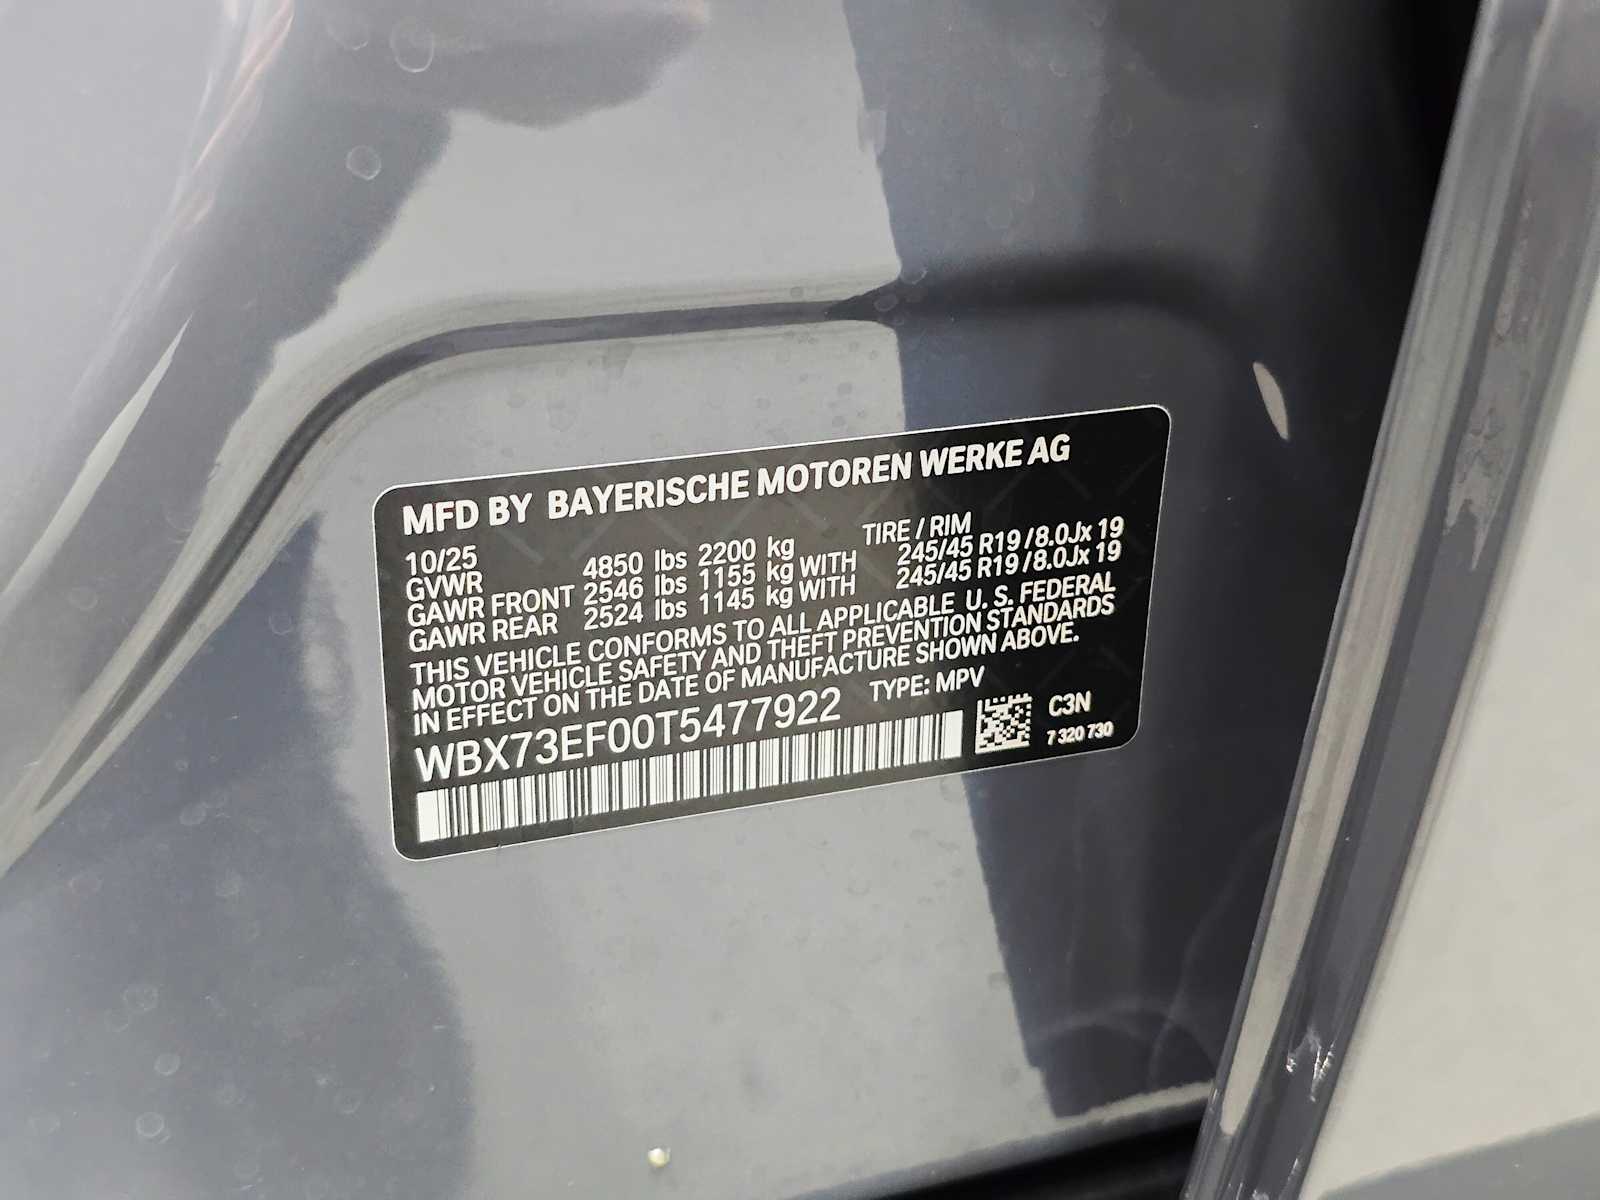 MFD BY BAYERISCHE MOTOREN WERKE AG
10/25 TIRE / RIM
GVWR 4850 lbs 2200 kg
GAWR FRONT 2546 lbs 1155 kg WITH 245/45 R19 /8.0Jx 19
GAWR REAR 2524 lbs 1145 kg WITH 245/45 R19 /8.0Jx 19
THIS VEHICLE CONFORMS TO ALL APPLICABLE U. S. FEDERAL
MOTOR VEHICLE SAFETY AND THEFT PREVENTION STANDARDS
IN EFFECT ON THE DATE OF MANUFACTURE SHOWN ABOVE.
WBX73EF00T5477922 TYPE: MPV
C3N
7 320 730